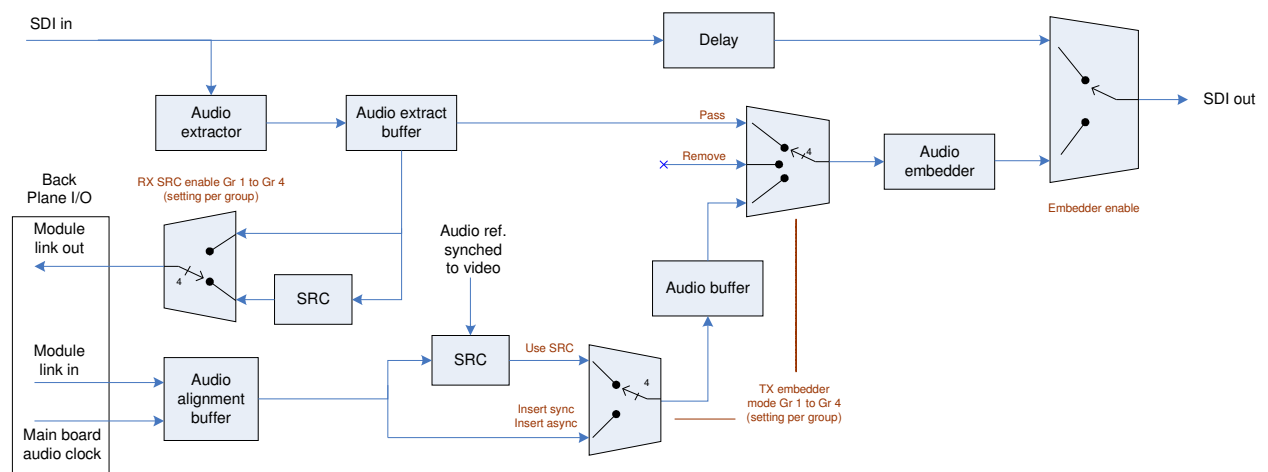 SDI in
Delay
SDI out
Audio
extractor
Audio extract
buffer
Pass
4
Remove
Audio
embedder
Embedder enable
Back
Plane I/O
RX SRC enable Gr 1 to Gr 4
(setting per group)
Module
link out
4
SRC
Audio ref.
synched
to video
Audio buffer
Module
link in
Audio
alignment
buffer
SRC
Use SRC
4
Insert sync
Insert async
TX embedder
mode Gr 1 to Gr 4
(setting per group)
Main board
audio clock